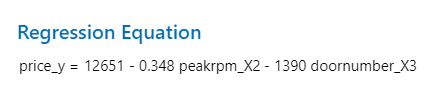 Regression Equation
price_y = 12651 - 0.348 peakrpm_X2 - 1390 doornumber_X3